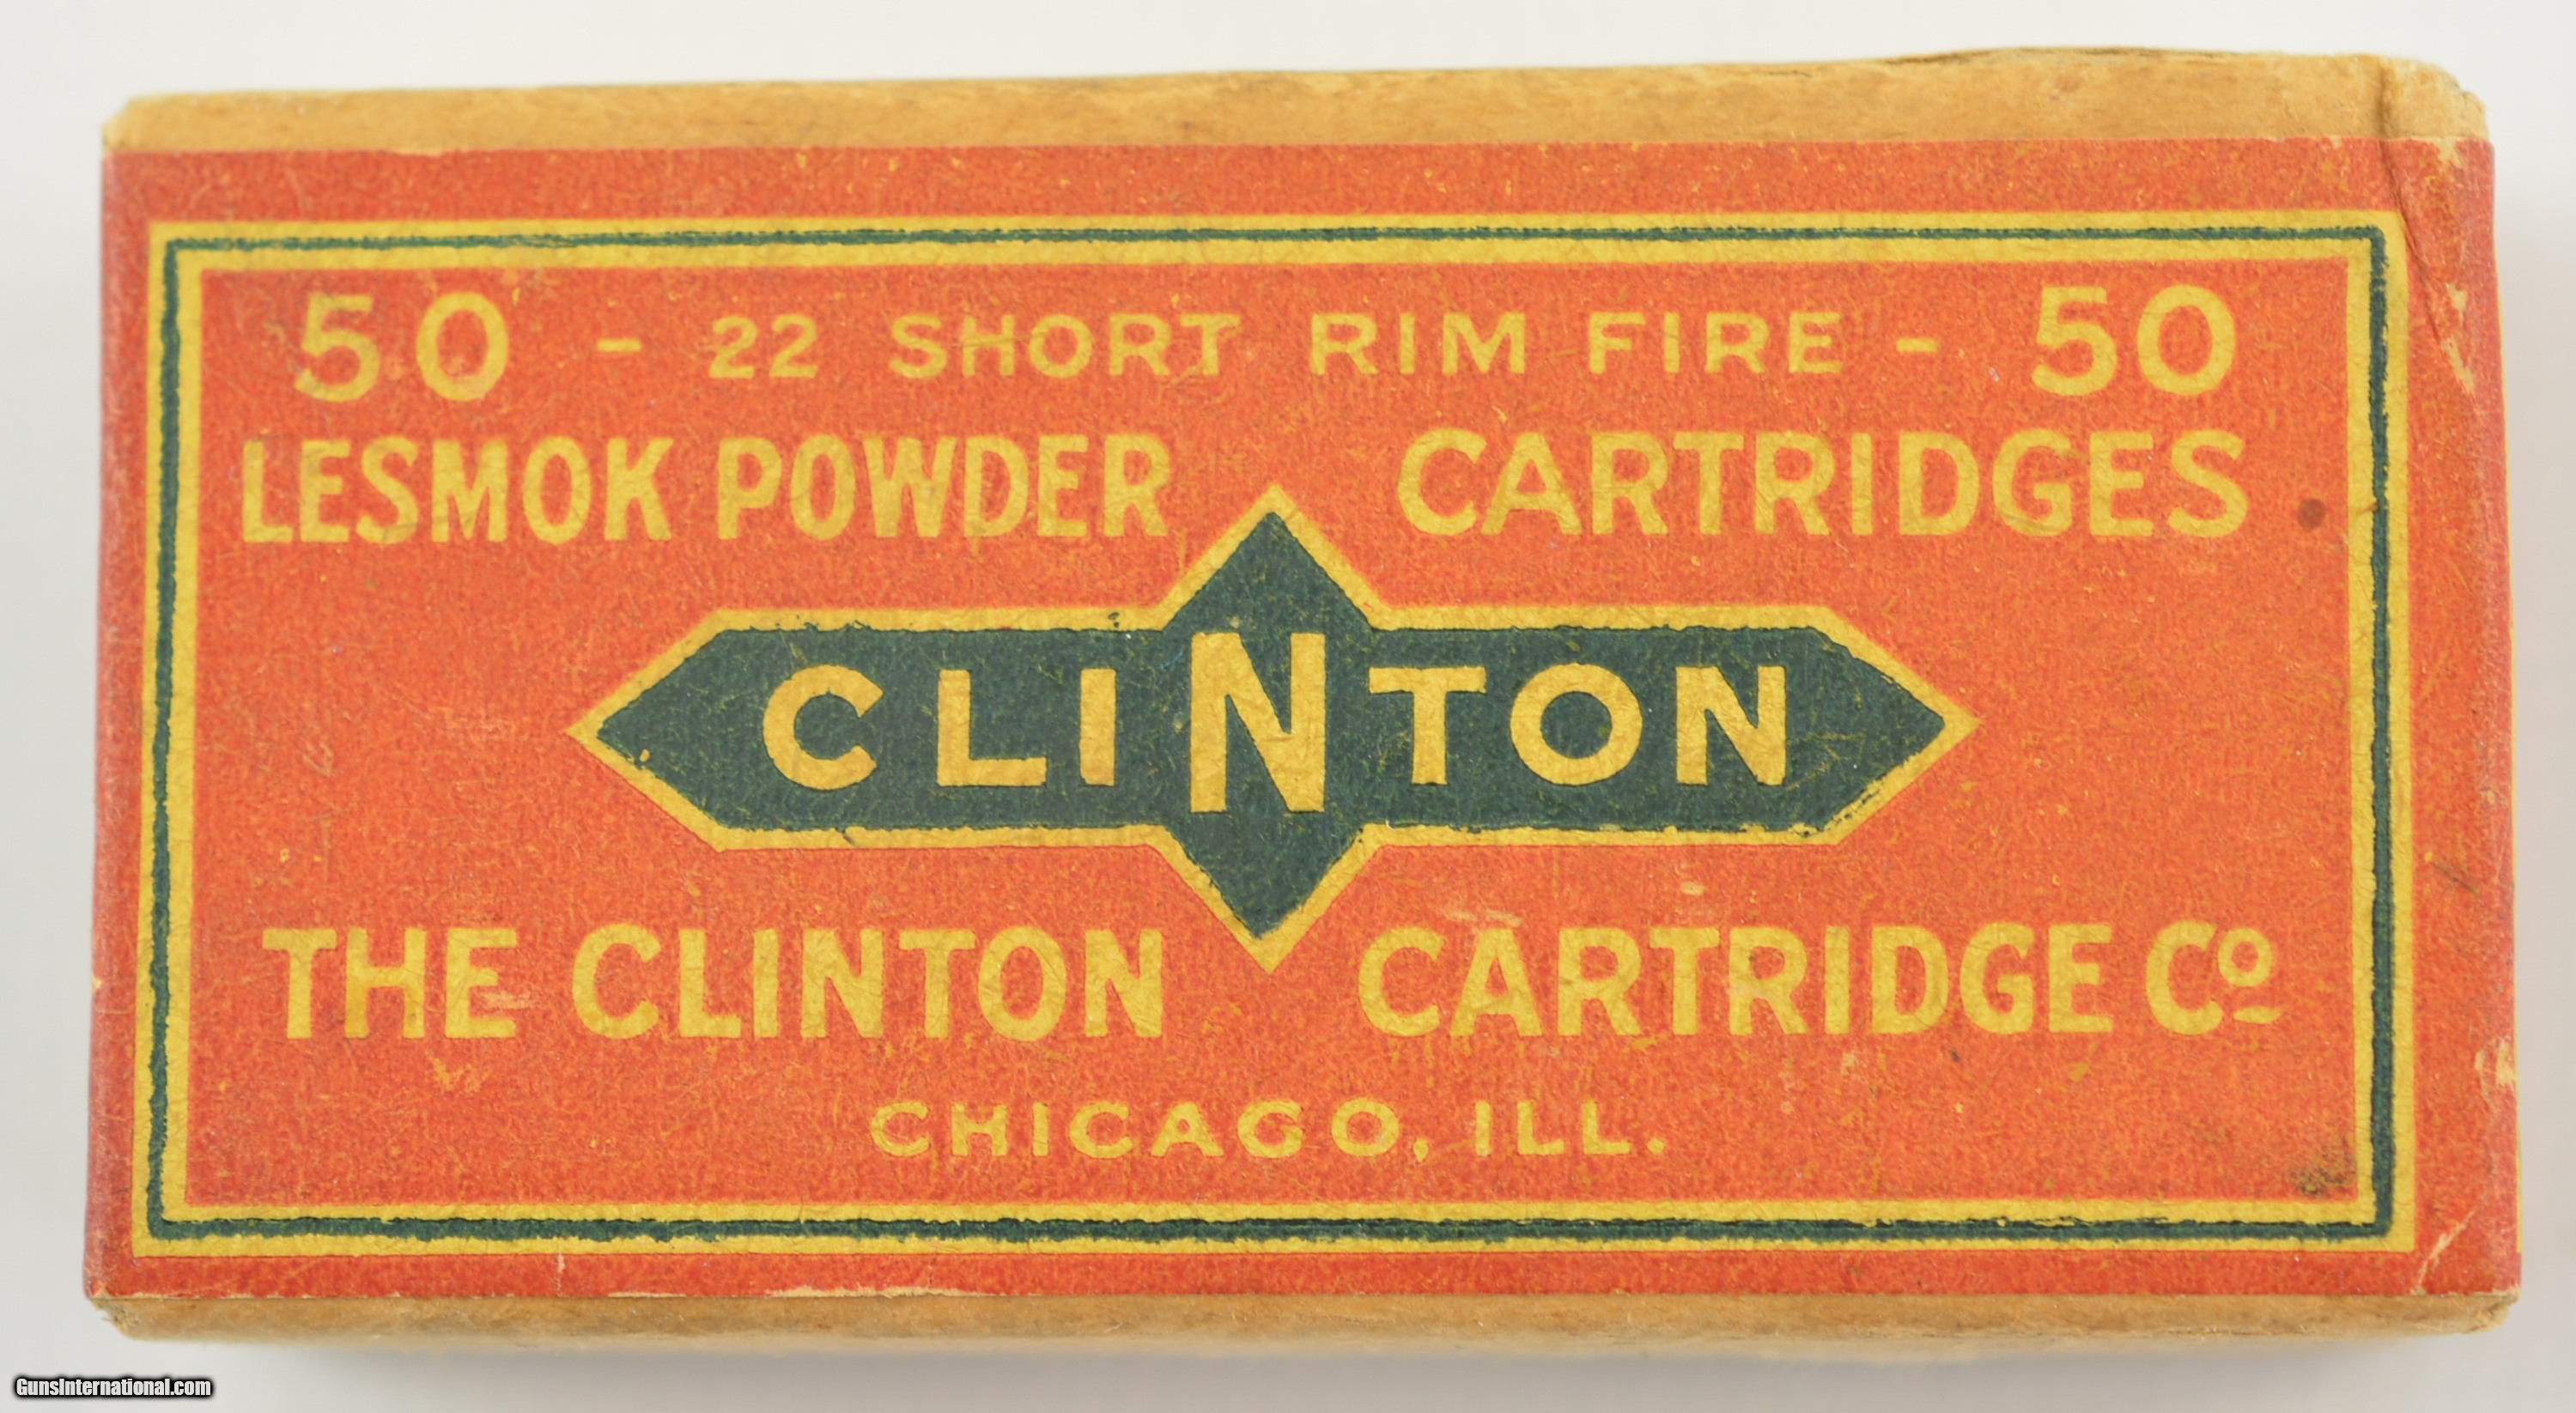 50 - 22 SHORT RIM FIRE - 50
LESMOK POWDER CARTRIDGES
CLINTON
THE CLINTON CARTRIDGE Co
CHICAGO, ILL.
GunsInternational.com